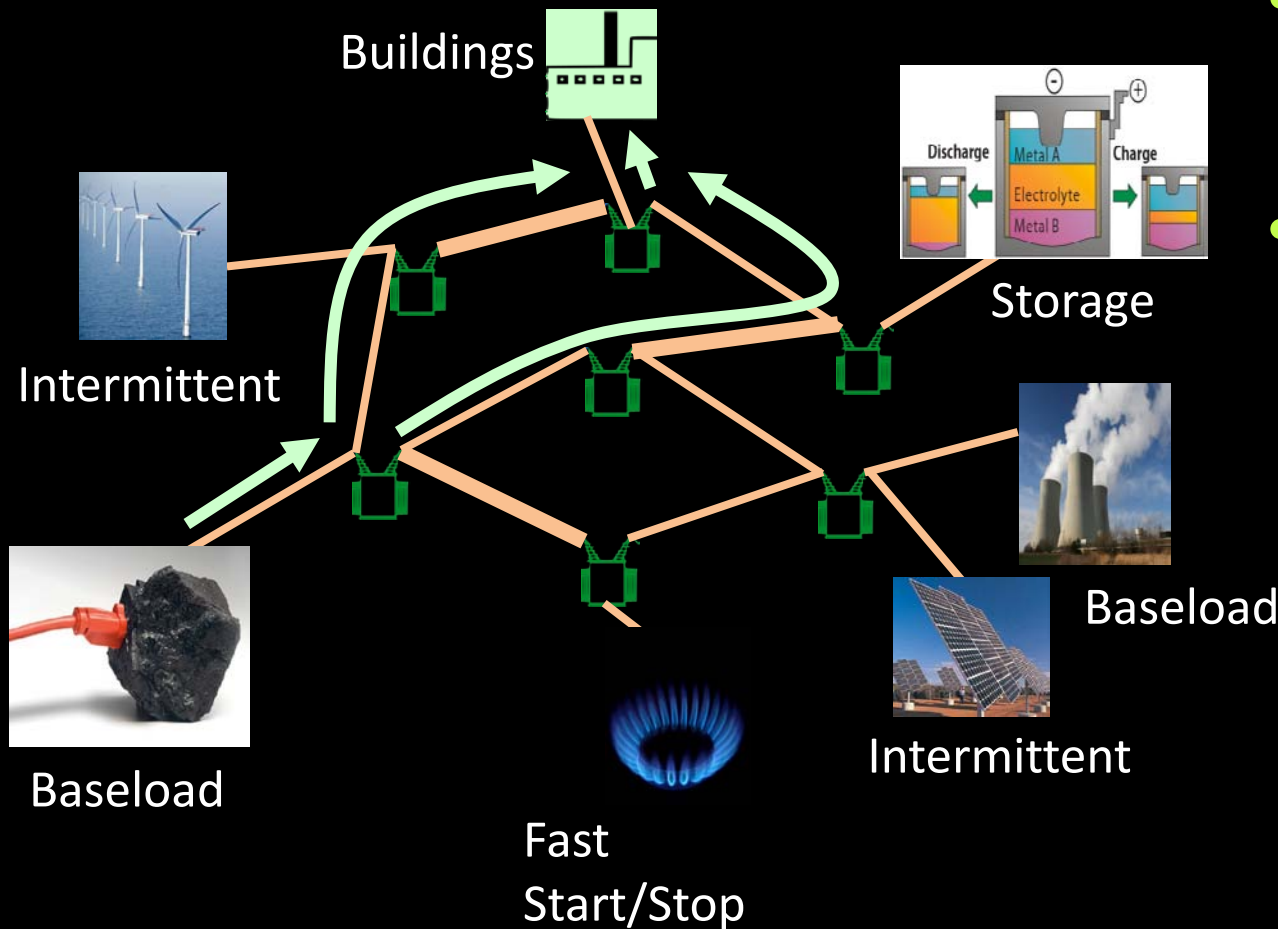 Buildings
Discharge
Metal A
Charge
Electrolyte
Metal B
Storage
Intermittent
Baseload
Intermittent
Baseload
Fast
Start/Stop